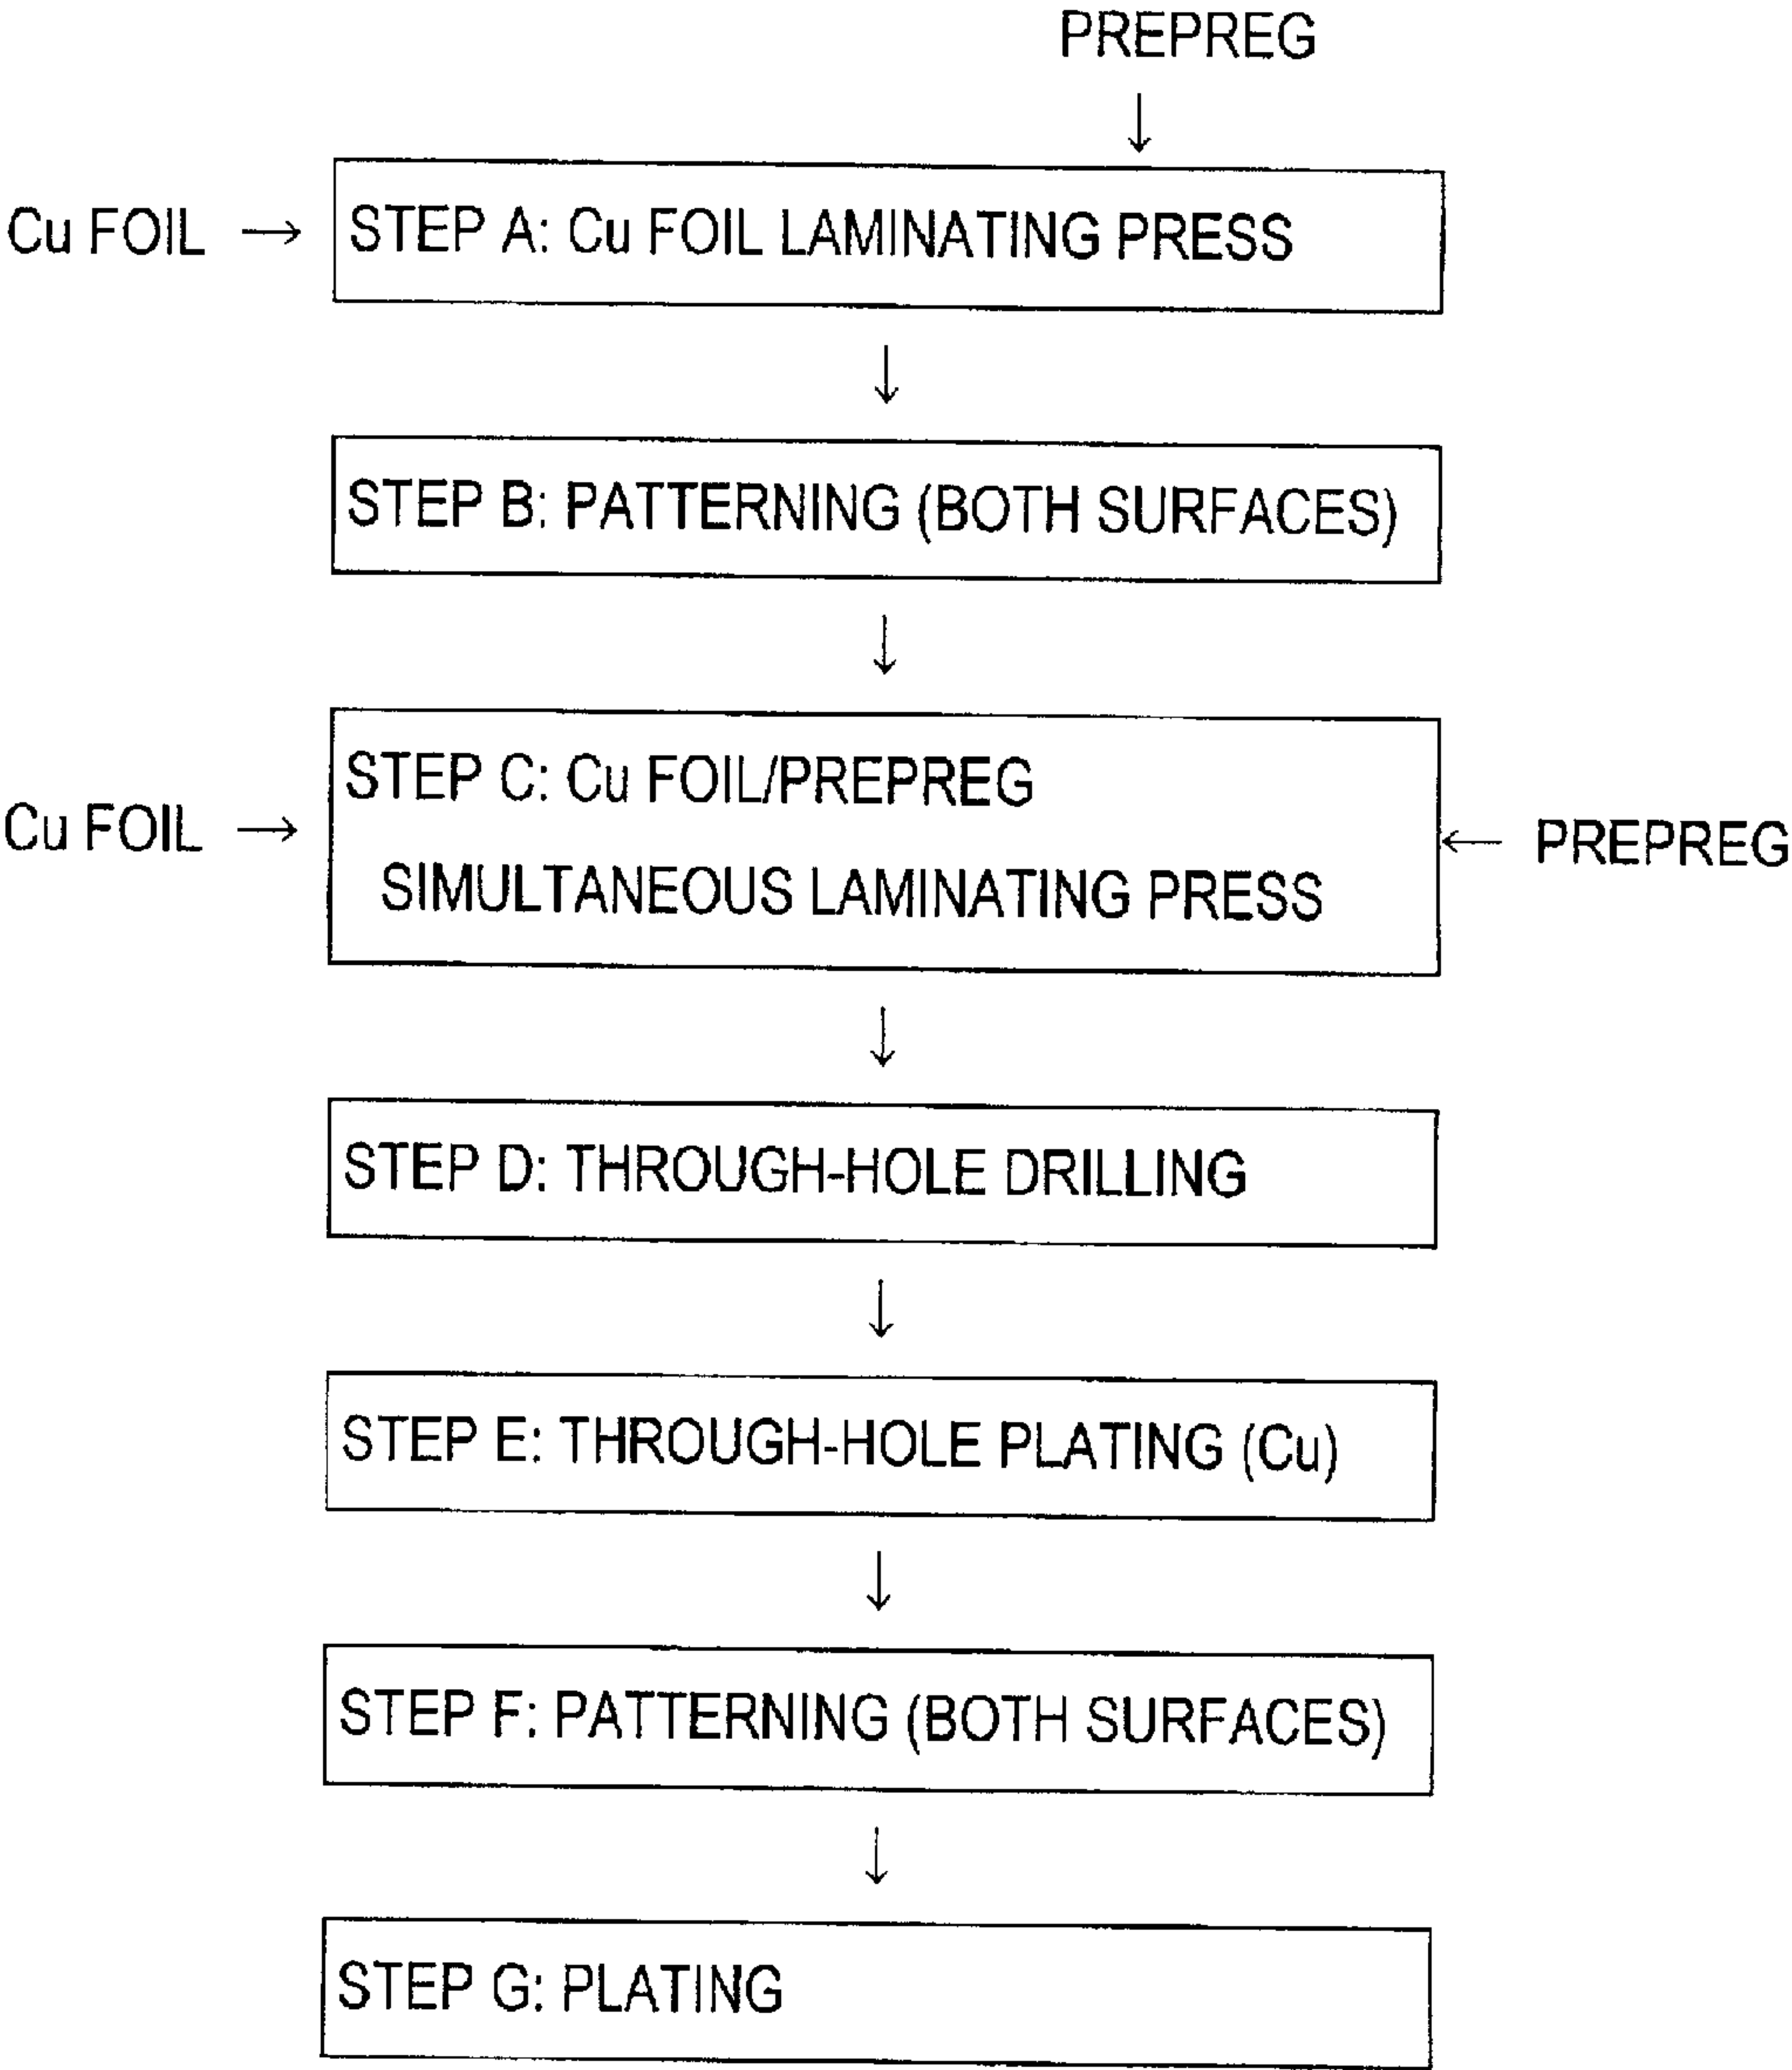 PREPREG
Cu FOIL → STEP A: Cu FOIL LAMINATING PRESS
STEP B: PATTERNING (BOTH SURFACES)
STEP C: Cu FOIL/PREPREG
Cu FOIL → ← PREPREG
SIMULTANEOUS LAMINATING PRESS
STEP D: THROUGH-HOLE DRILLING
STEP E: THROUGH-HOLE PLATING (Cu)
STEP F: PATTERNING (BOTH SURFACES)
STEP G: PLATING